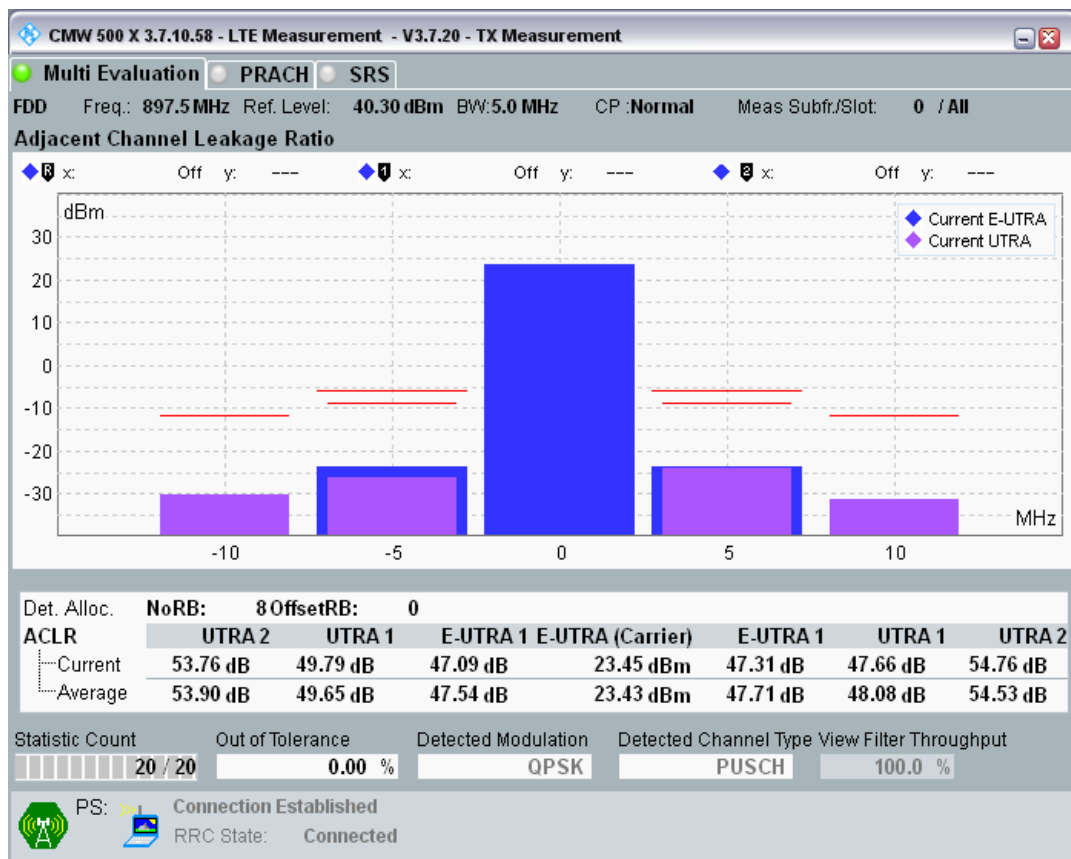 CMW 500 X 3.7.10.58 - LTE Measurement - V3.7.20 - TX Measurement
Multi Evaluation PRACH SRS
FDD Freq.: 897.5 MHz Ref. Level: 40.30 dBm BW:5.0 MHz CP :Normal Meas Subfr./Slot: 0 / All
Adjacent Channel Leakage Ratio
R x: Off y: --- 1 x: Off y: --- 2 x: Off y: ---
dBm
Current E-UTRA
Current UTRA
30
20
10
0
-10
-20
-30
MHz
-10 -5 0 5 10
Det. Alloc. NoRB: 8 OffsetRB: 0
ACLR UTRA 2 UTRA 1 E-UTRA 1 E-UTRA (Carrier) E-UTRA 1 UTRA 1 UTRA 2
Current 53.76 dB 49.79 dB 47.09 dB 23.45 dBm 47.31 dB 47.66 dB 54.76 dB
Average 53.90 dB 49.65 dB 47.54 dB 23.43 dBm 47.71 dB 48.08 dB 54.53 dB
Statistic Count Out of Tolerance Detected Modulation Detected Channel Type View Filter Throughput
20 / 20 0.00 % QPSK PUSCH 100.0 %
PS: Connection Established
RRC State: Connected